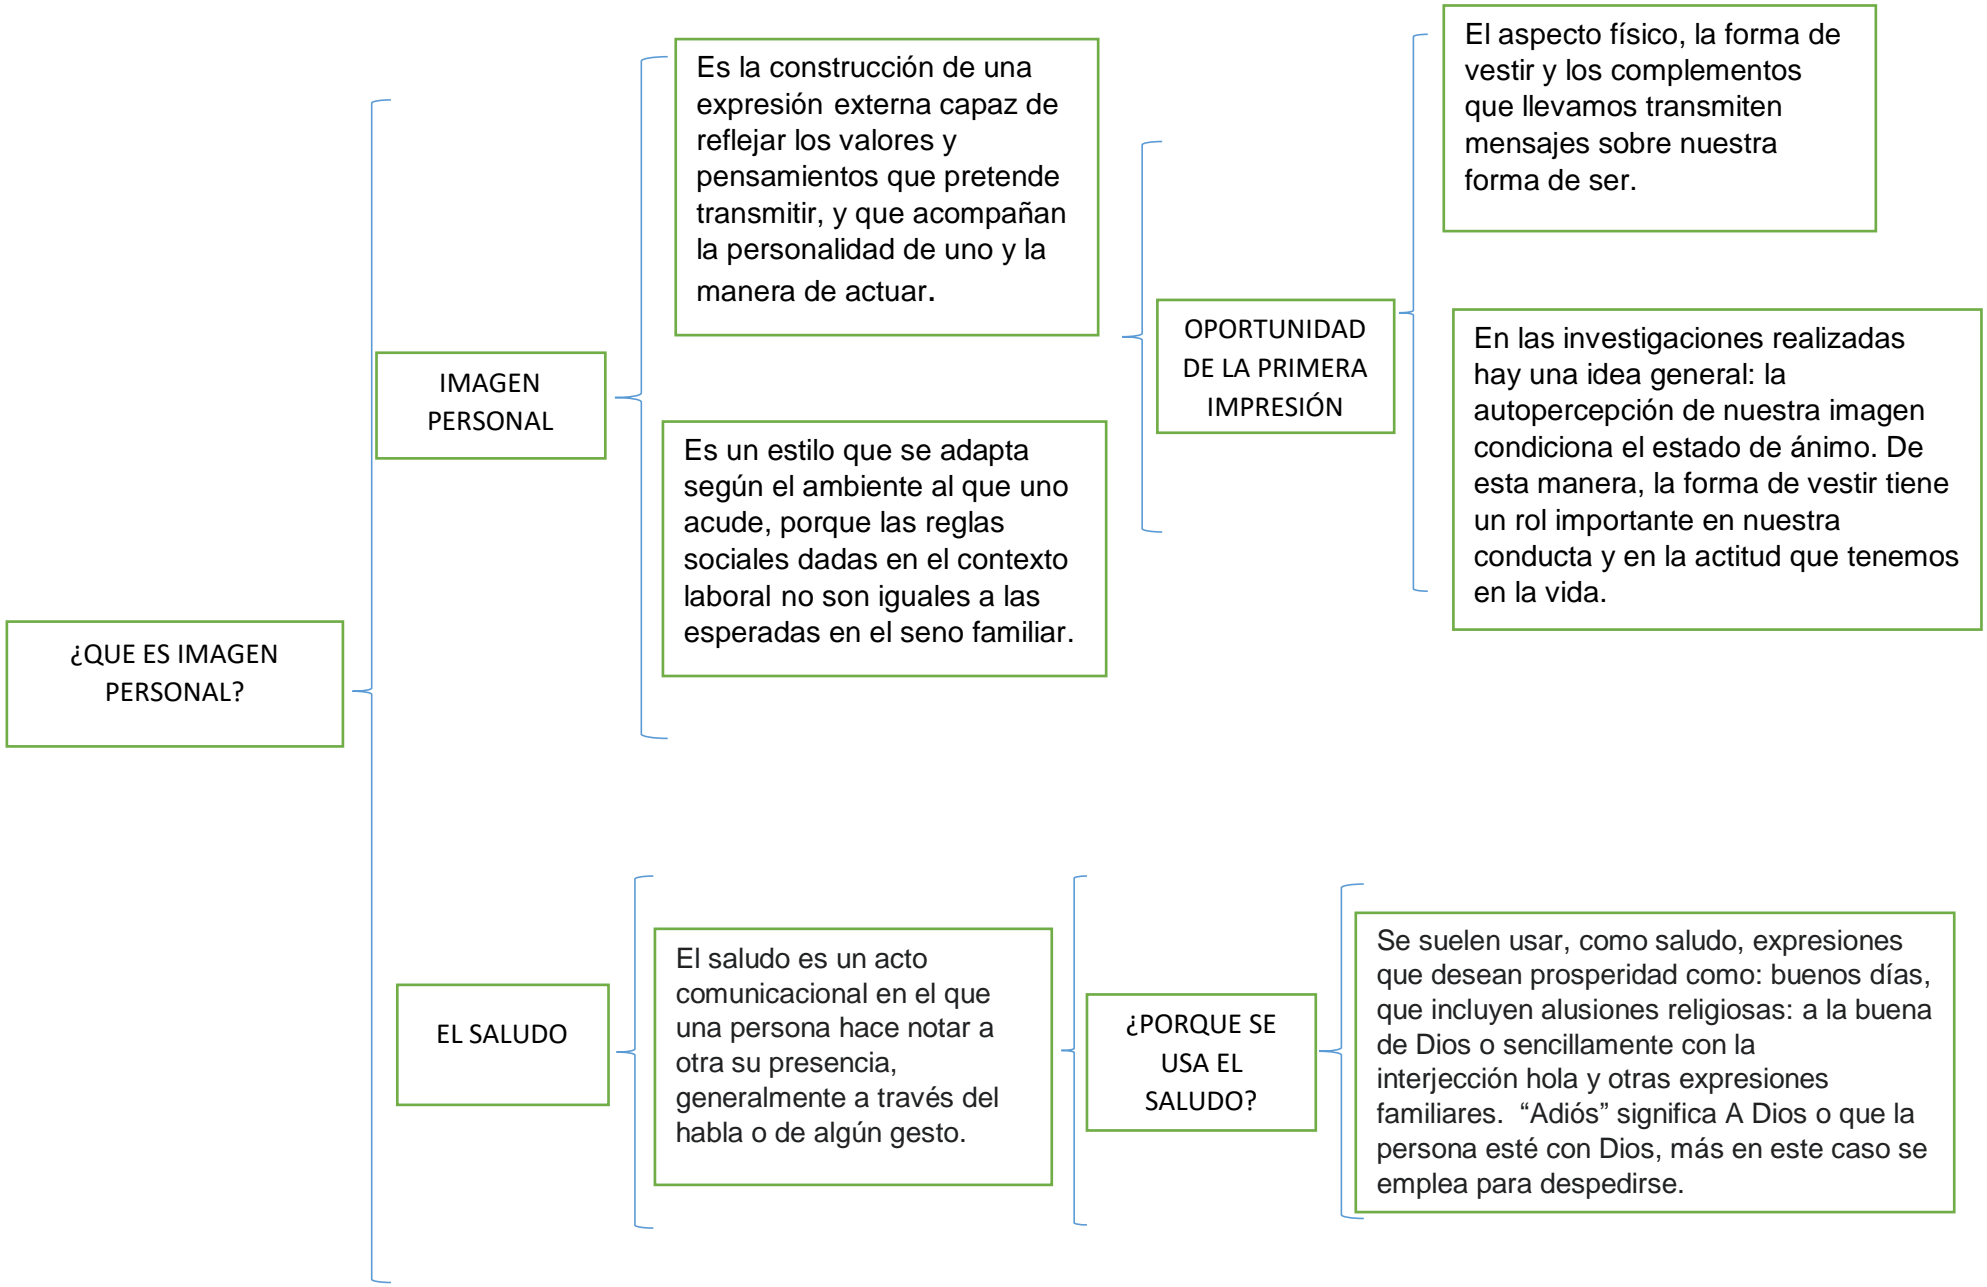 ¿QUE ES IMAGEN
PERSONAL?
IMAGEN
PERSONAL
Es la construcción de una
expresión externa capaz de
reflejar los valores y
pensamientos que pretende
transmitir, y que acompañan
la personalidad de uno y la
manera de actuar.
Es un estilo que se adapta
según el ambiente al que uno
acude, porque las reglas
sociales dadas en el contexto
laboral no son iguales a las
esperadas en el seno familiar.
OPORTUNIDAD
DE LA PRIMERA
IMPRESIÓN
El aspecto físico, la forma de
vestir y los complementos
que llevamos transmiten
mensajes sobre nuestra
forma de ser.
En las investigaciones realizadas
hay una idea general: la
autopercepción de nuestra imagen
condiciona el estado de ánimo. De
esta manera, la forma de vestir tiene
un rol importante en nuestra
conducta y en la actitud que tenemos
en la vida.
EL SALUDO
El saludo es un acto
comunicacional en el que
una persona hace notar a
otra su presencia,
generalmente a través del
habla o de algún gesto.
¿PORQUE SE
USA EL
SALUDO?
Se suelen usar, como saludo, expresiones
que desean prosperidad como: buenos días,
que incluyen alusiones religiosas: a la buena
de Dios o sencillamente con la
interjección hola y otras expresiones
familiares. “Adiós” significa A Dios o que la
persona esté con Dios, más en este caso se
emplea para despedirse.